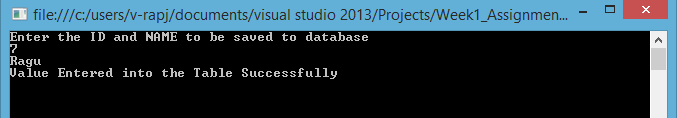 file:///c:/users/v-rapj/documents/visual studio 2013/Projects/Week1_Assignmen...
Enter the ID and NAME to be saved to database
7
Ragu
Value Entered into the Table Successfully